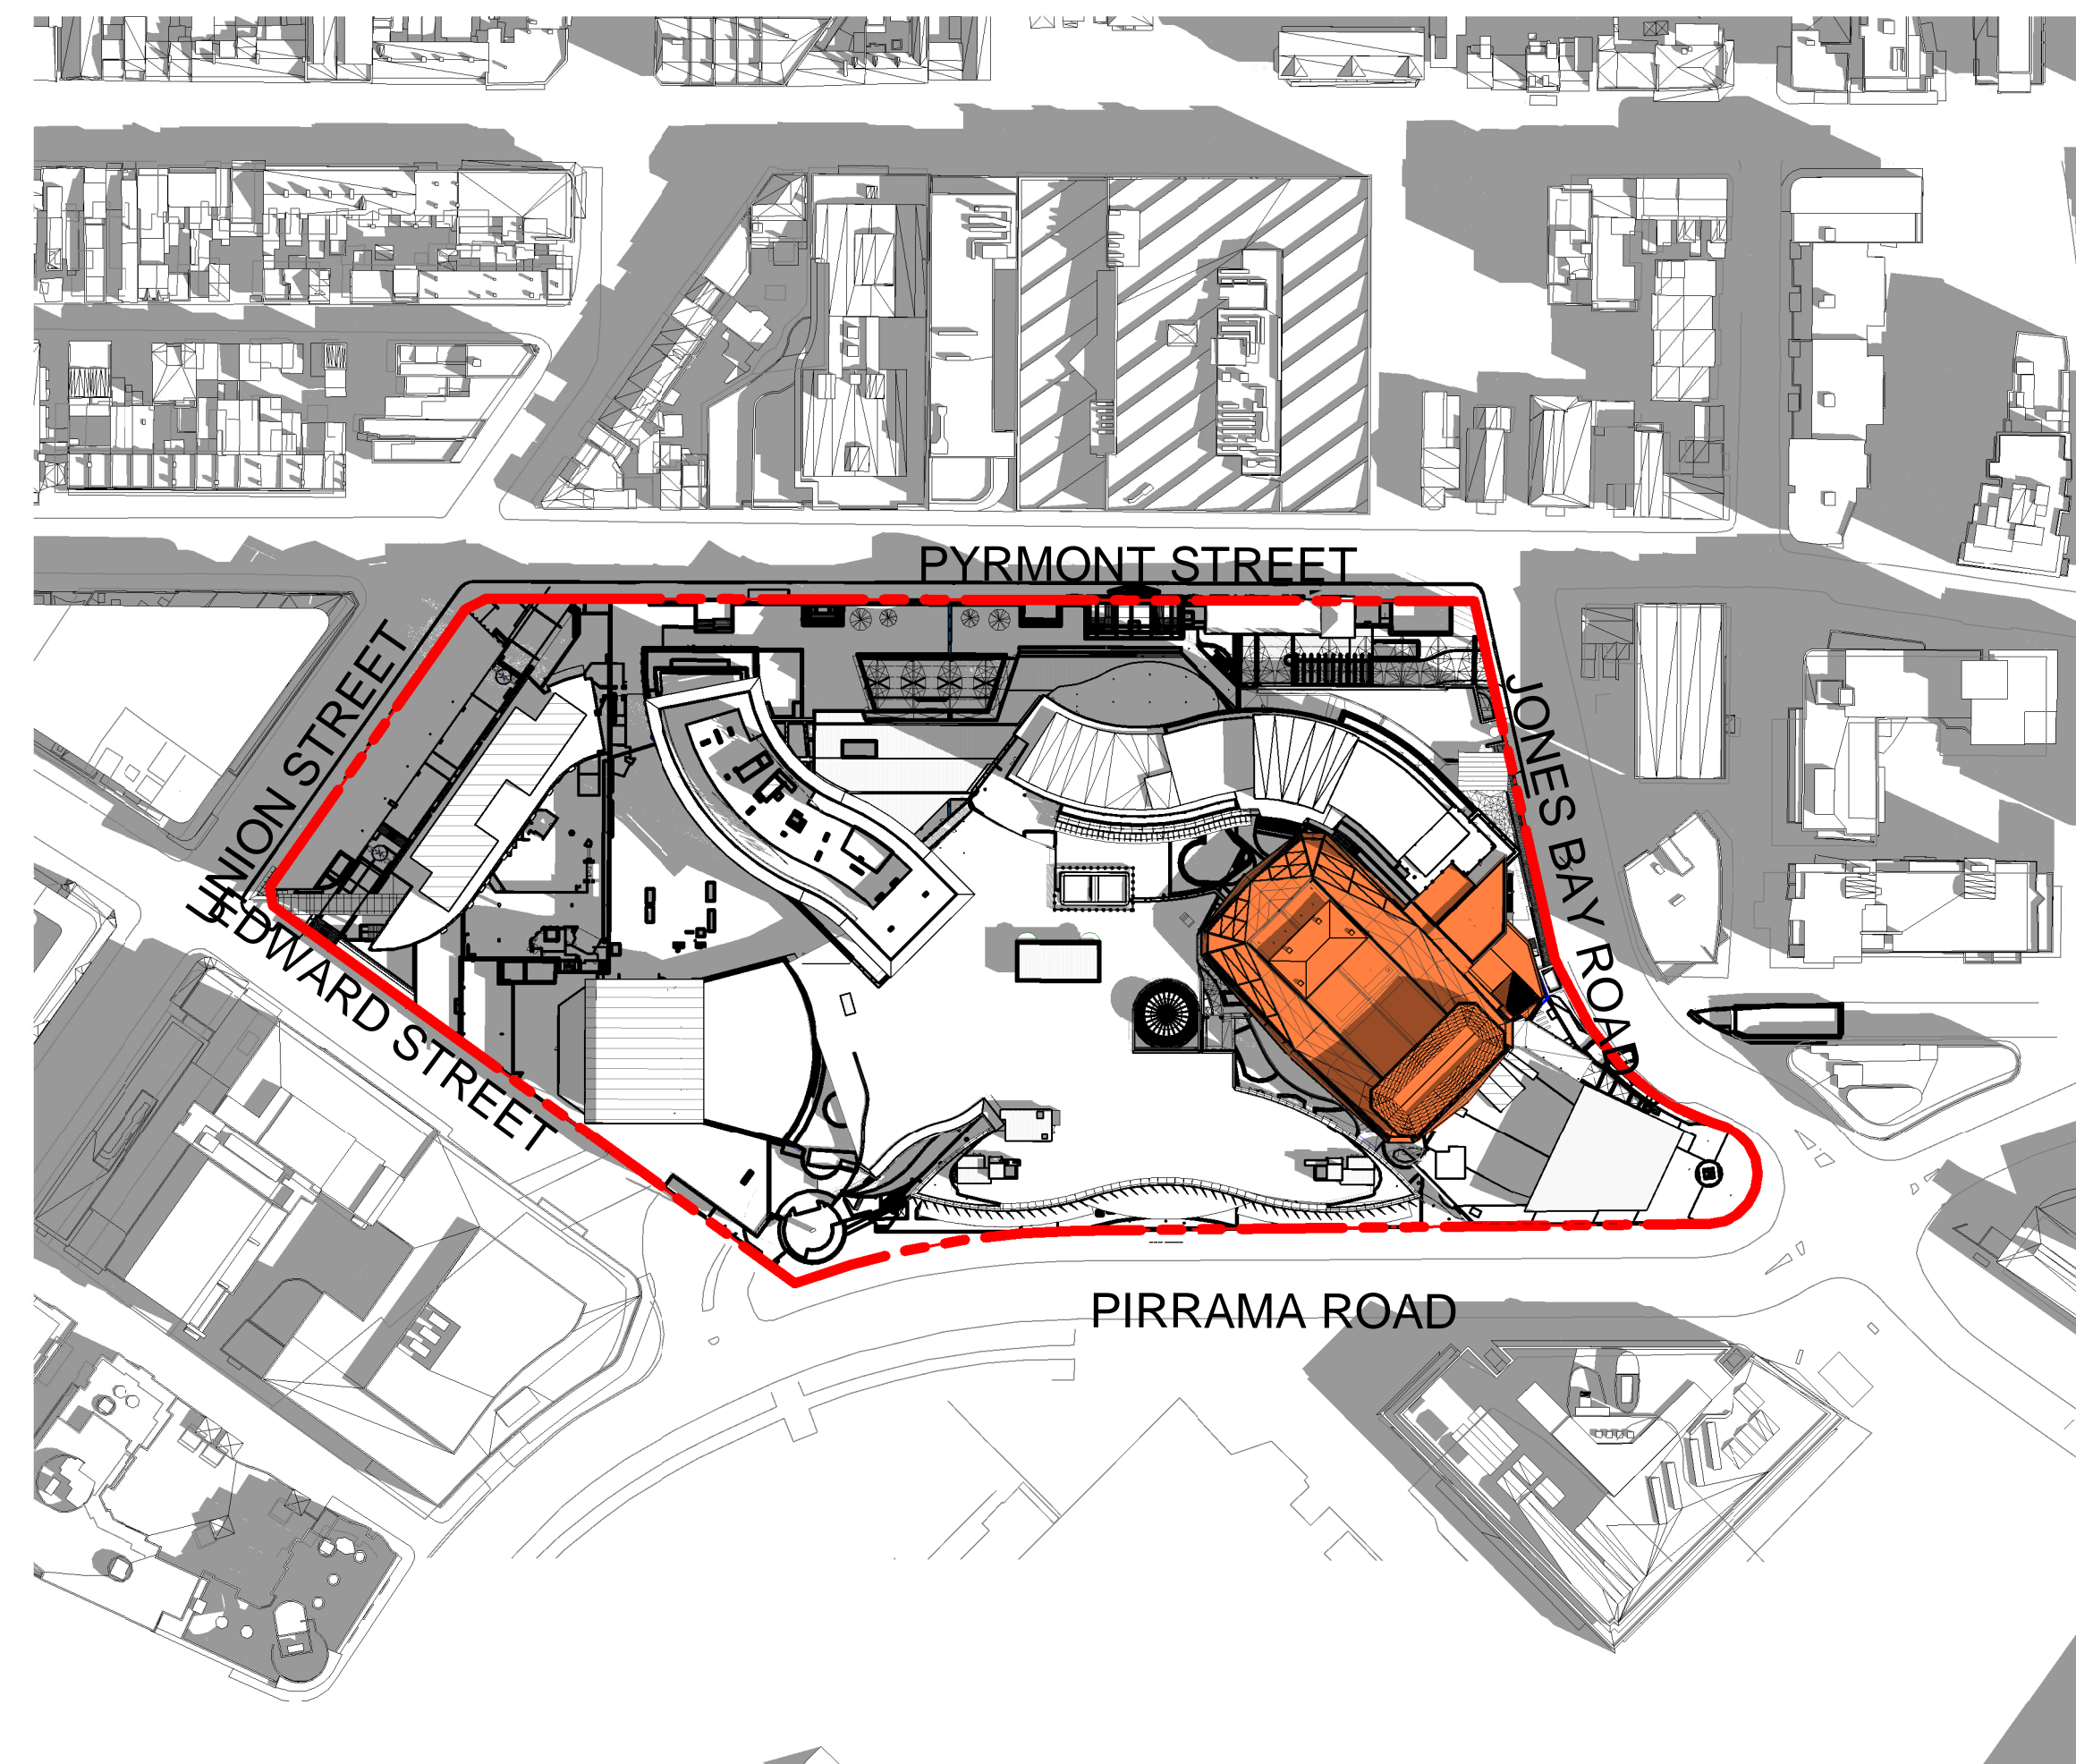 PYRMONT STREET
UNION STREET
JONES BAY ROAD
EDWARD STREET
PIRRAMA ROAD